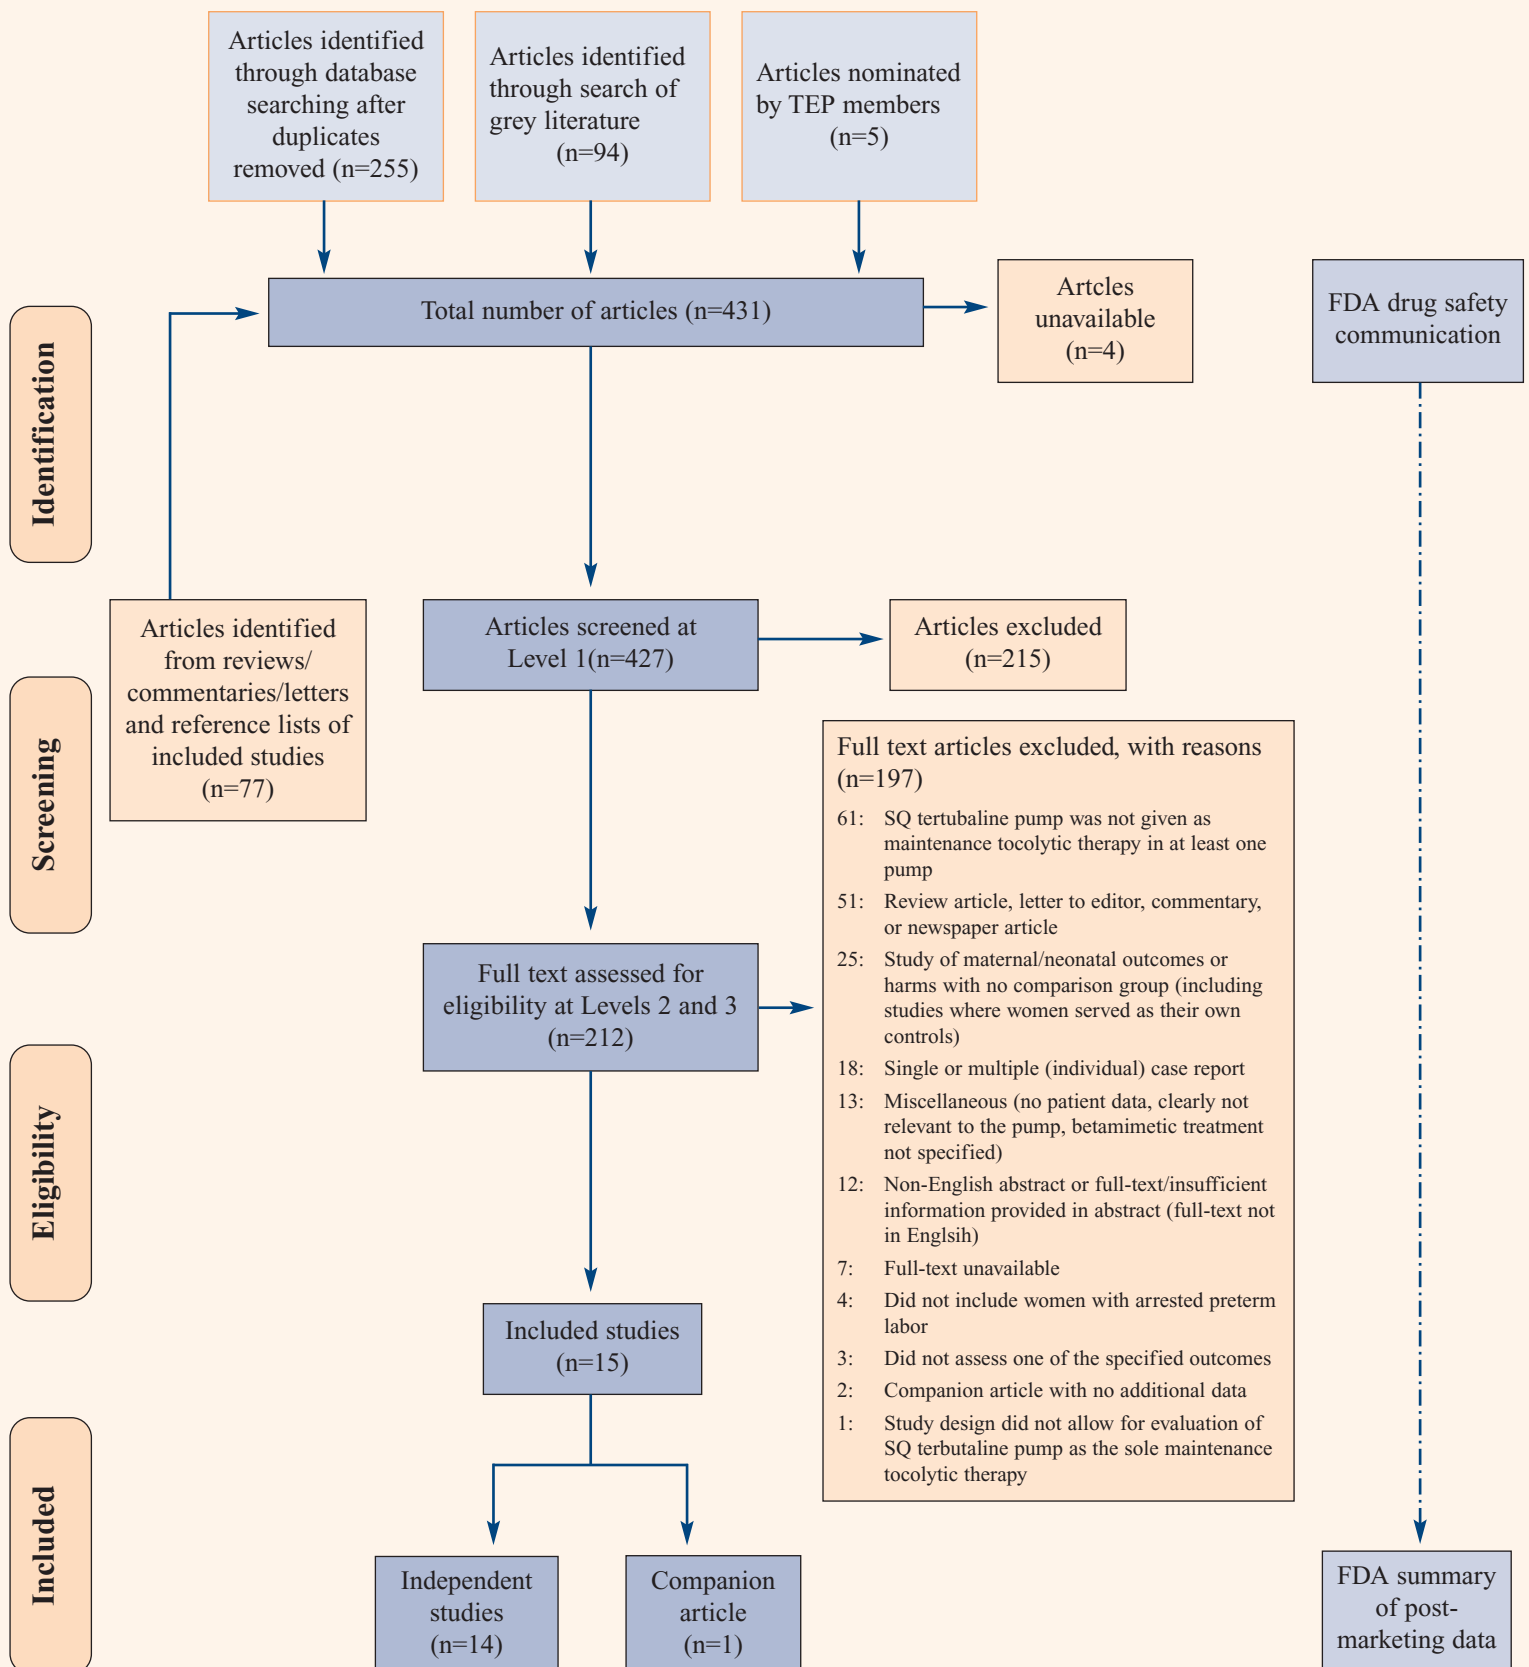 Articles identified
through database
searching after
duplicates
removed (n=255)
Articles identified
through search of
grey literature
(n=94)
Articles nominated
by TEP members
(n=5)
Total number of articles (n=431)
Artcles
unavailable
(n=4)
FDA drug safety
communication
Identification
Articles identified
from reviews/
commentaries/letters
and reference lists of
included studies
(n=77)
Articles screened at
Level 1(n=427)
Articles excluded
(n=215)
Screening
Full text articles excluded, with reasons
(n=197)
61: SQ tertubaline pump was not given as
maintenance tocolytic therapy in at least one
pump
51: Review article, letter to editor, commentary,
or newspaper article
25: Study of maternal/neonatal outcomes or
harms with no comparison group (including
studies where women served as their own
controls)
18: Single or multiple (individual) case report
13: Miscellaneous (no patient data, clearly not
relevant to the pump, betamimetic treatment
not specified)
12: Non-English abstract or full-text/insufficient
information provided in abstract (full-text not
in Englsih)
7: Full-text unavailable
4: Did not include women with arrested preterm
labor
3: Did not assess one of the specified outcomes
2: Companion article with no additional data
1: Study design did not allow for evaluation of
SQ terbutaline pump as the sole maintenance
tocolytic therapy
Full text assessed for
eligibility at Levels 2 and 3
(n=212)
Eligibility
Included studies
(n=15)
Included
Independent
studies
(n=14)
Companion
article
(n=1)
FDA summary
of post-
marketing data